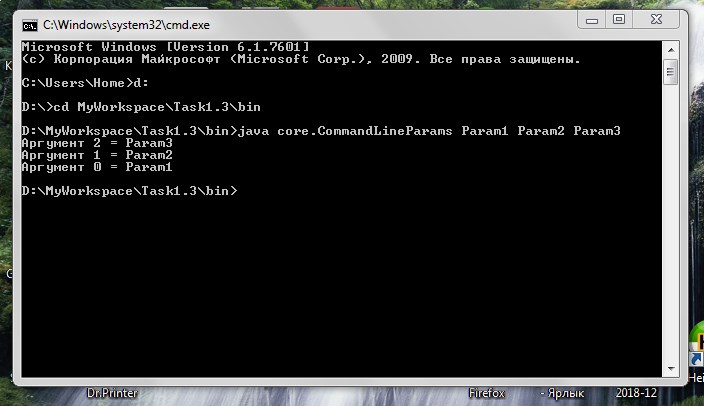 C:\Windows\system32\cmd.exe
Microsoft Windows [Version 6.1.7601]
(c) Корпорация Майкрософт (Microsoft Corp.), 2009. Все права защищены.
C:\Users\Home>d:
D:\>cd MyWorkspace\Task1.3\bin
D:\MyWorkspace\Task1.3\bin>java core.CommandLineParams Param1 Param2 Param3
Аргумент 2 = Param3
Аргумент 1 = Param2
Аргумент 0 = Param1
D:\MyWorkspace\Task1.3\bin>
Dr.Printer
Firefox
- Ярлык
2018-12